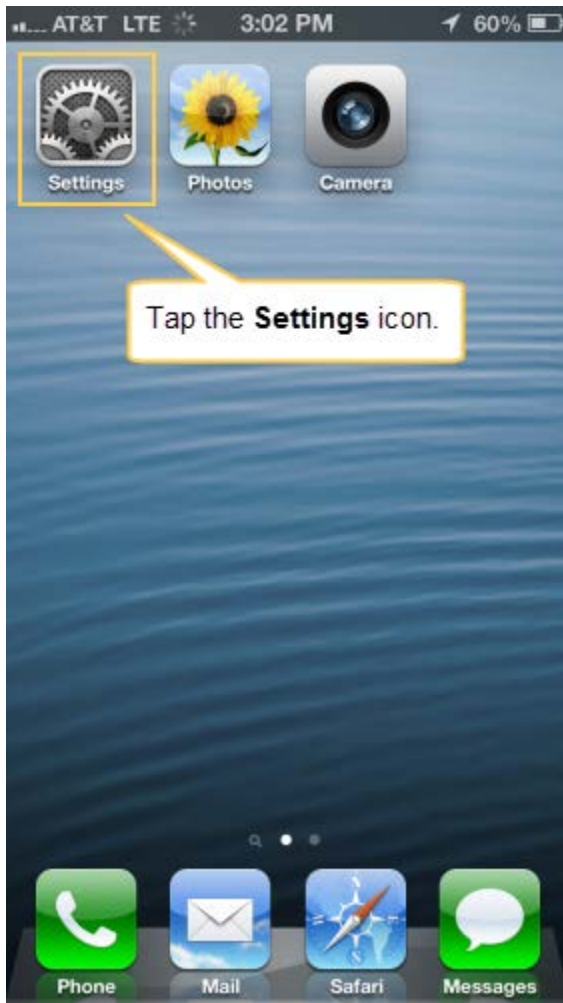 AT&T LTE 3:02 PM 60%
Settings Photos Camera
Tap the Settings icon.
Phone Mail Safari Messages